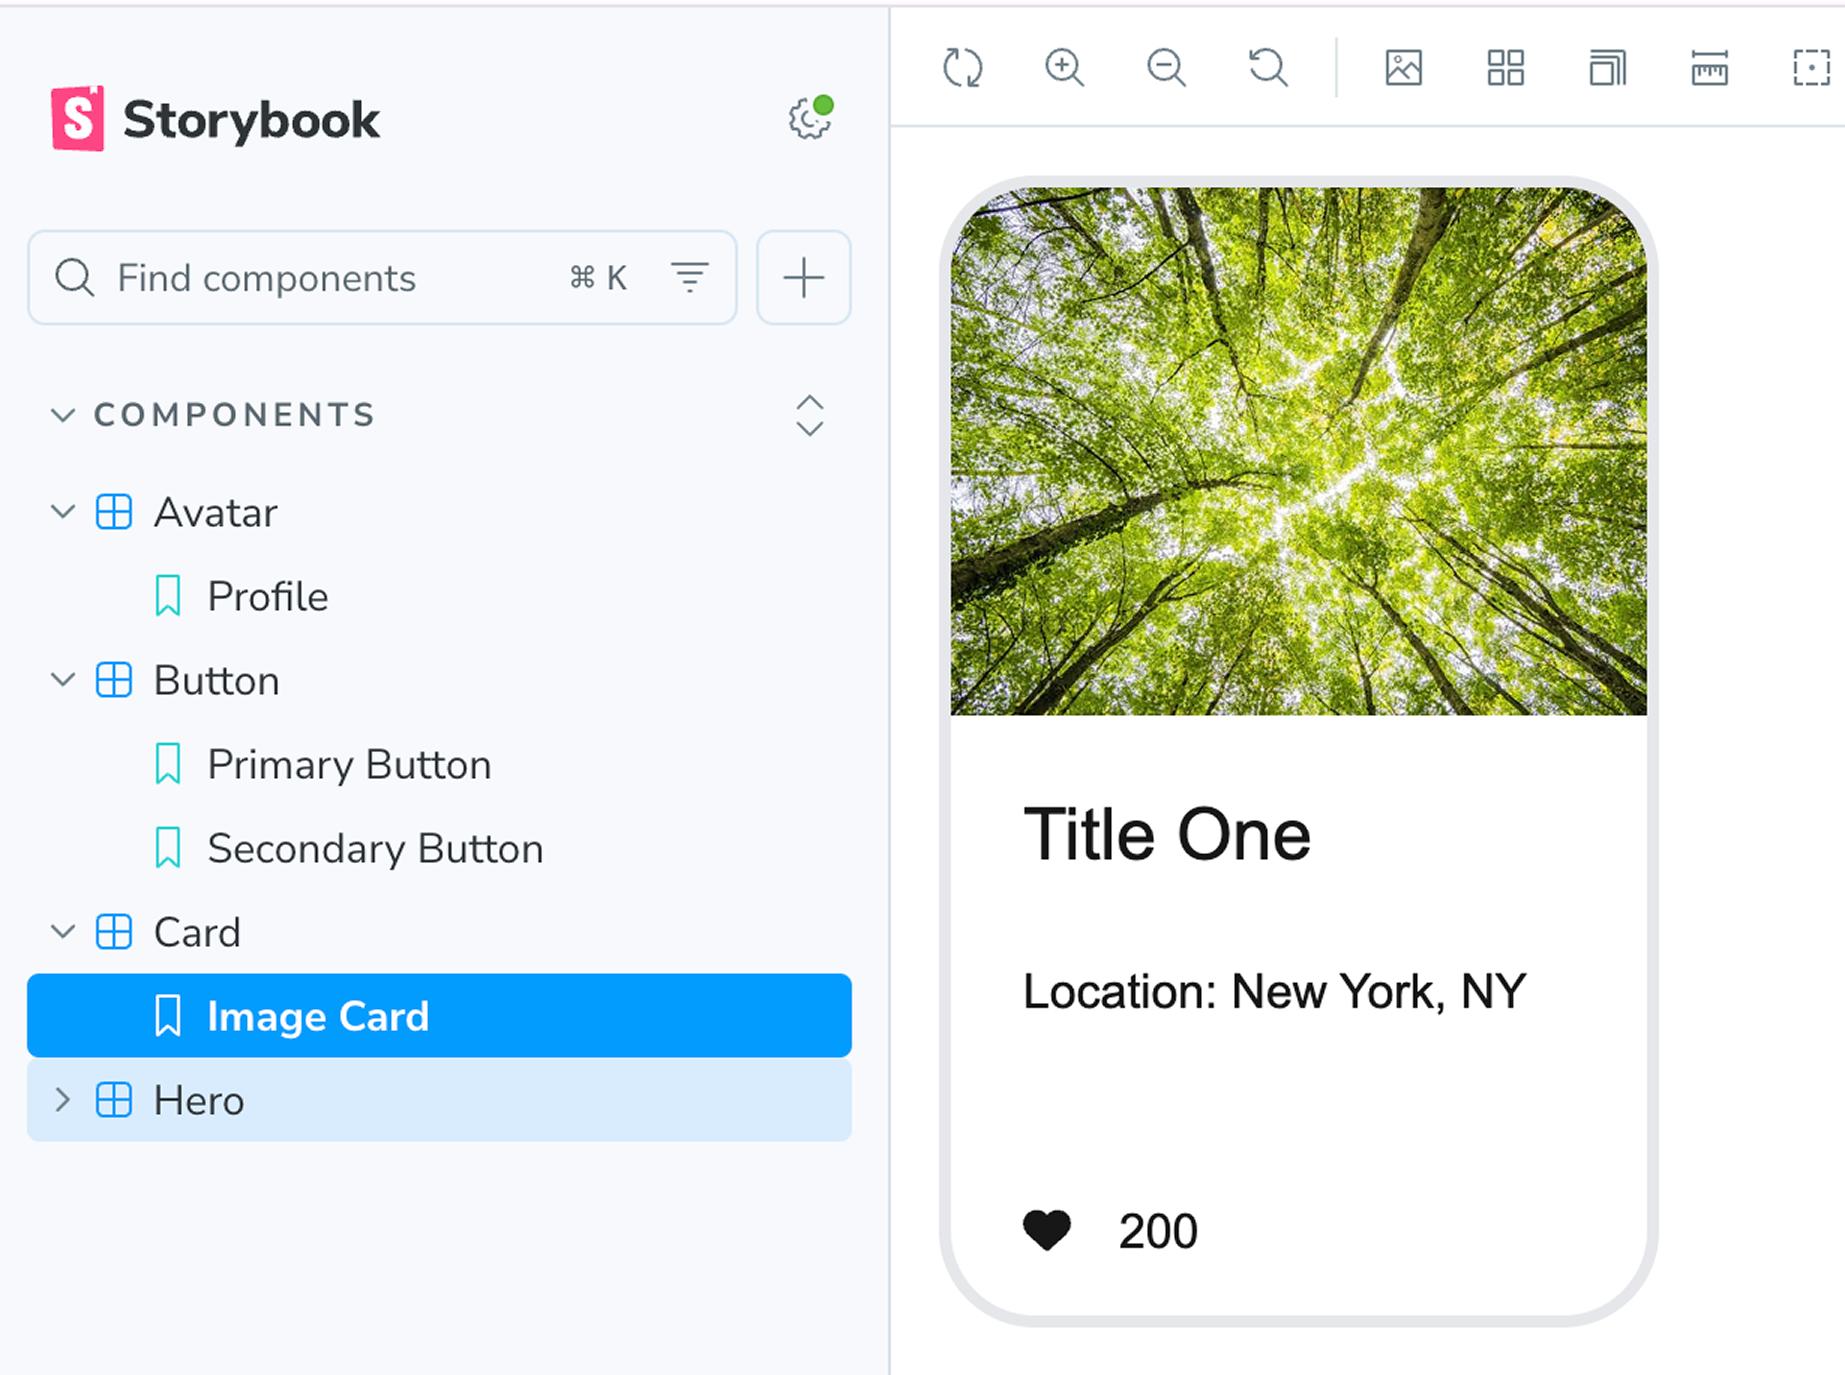 Storybook
Find components ⌘ K
COMPONENTS
Avatar
Profile
Button
Primary Button
Secondary Button
Card
Image Card
Hero
Title One
Location: New York, NY
200